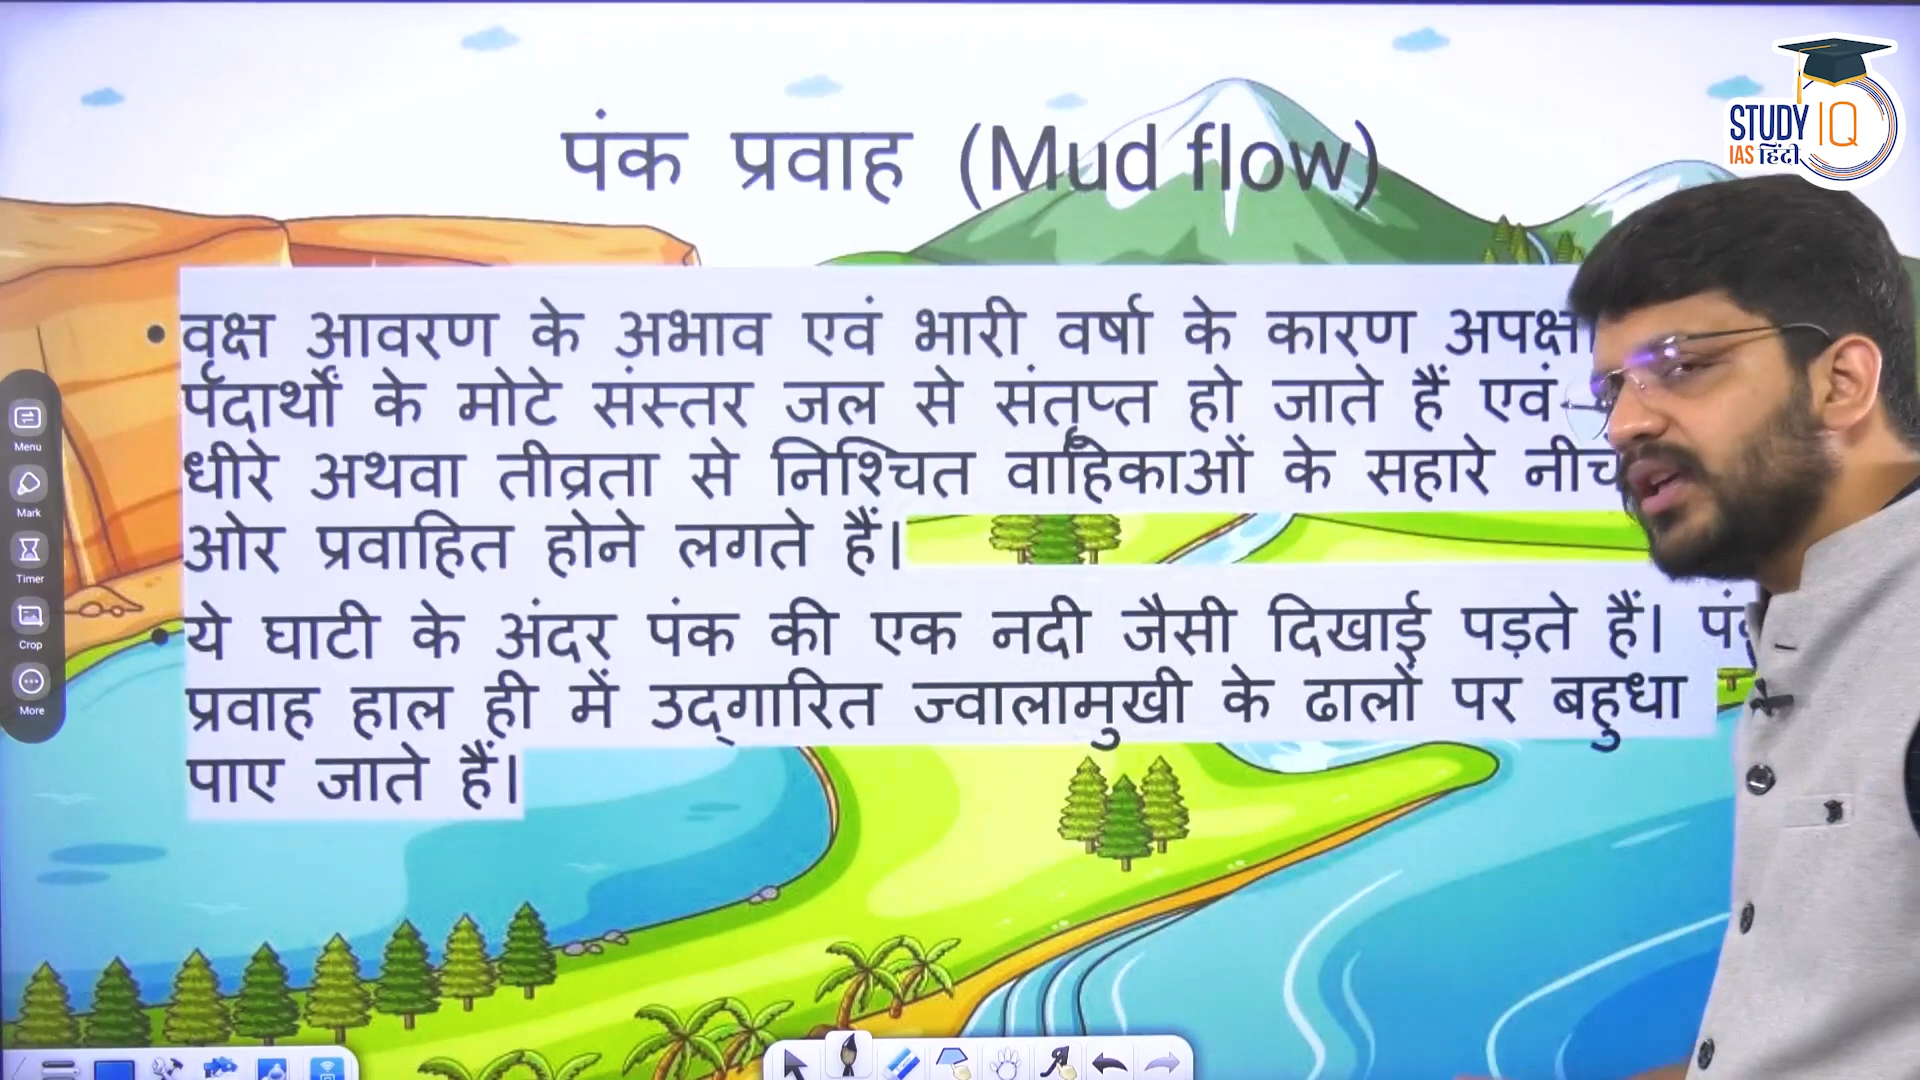 STUDY IQ
IAS हिंदी
पंक प्रवाह (Mud flow)
• वृक्ष आवरण के अभाव एवं भारी वर्षा के कारण
पदार्थों के मोटे संस्तर जल से संतृप्त हो जाते हैं एवं
धीरे अथवा तीव्रता से निश्चित वाहिकाओं के सहारे
ओर प्रवाहित होने लगते हैं।
• ये घाटी के अंदर पंक की एक नदी जैसी दिखाई पड़ते हैं।
प्रवाह हाल ही में उद्गारित ज्वालामुखी के ढालों पर बहुधा
पाए जाते हैं।
Menu
Mark
Timer
Crop
More